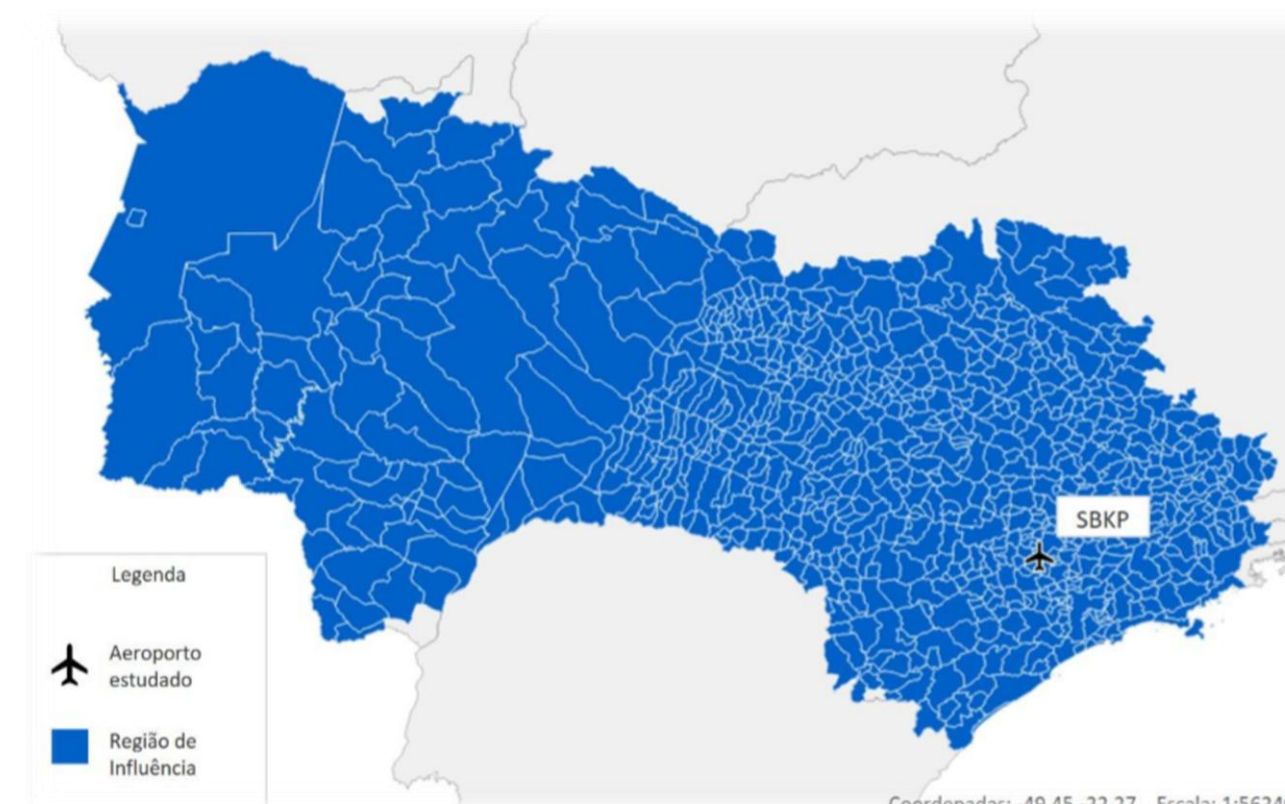 SBKP
Legenda
Aeroporto
estudado
Região de
Influência